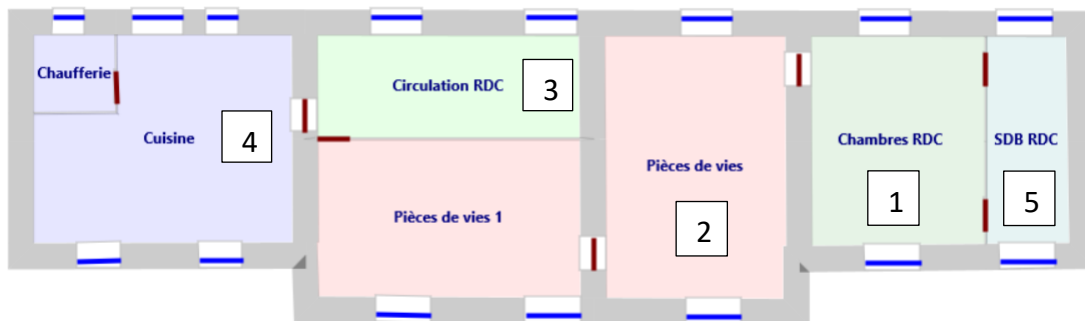 Chaufferie
Circulation RDC
3
Cuisine
4
Chambres RDC
SDB RDC
Pièces de vies
Pièces de vies 1
2
1
5